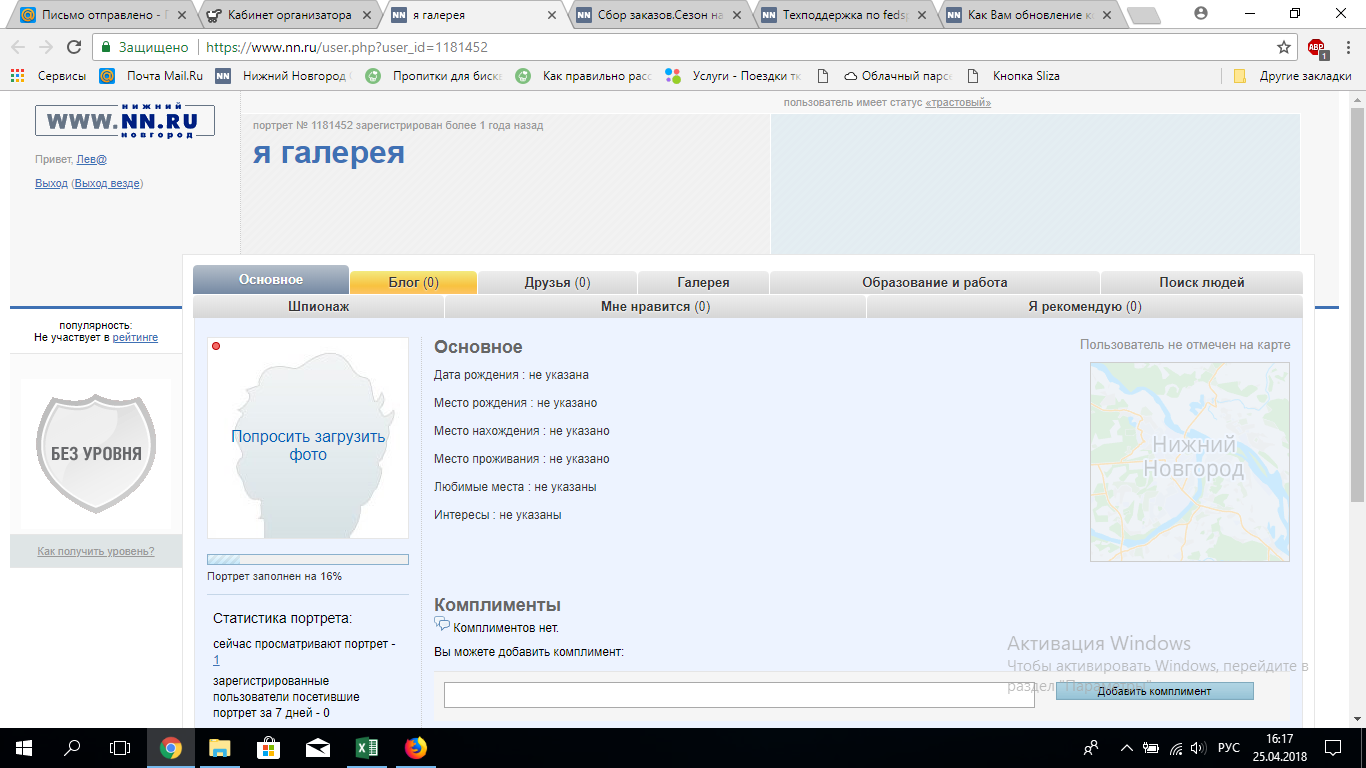 Письмо отправлено - П
Кабинет организатора
я галерея
Сбор заказов.Сезон на
Техподдержка по fedsp
Как Вам обновление ко
Защищено
https://www.nn.ru/user.php?user_id=1181452
ABP
1
Сервисы
Почта Mail.Ru
Нижний Новгород
Пропитки для биск
Как правильно расс
Услуги - Поездки тк
Облачный парсе
Кнопка Sliza
Другие закладки
нижний
WWW.NN.RU
новгород
Привет, Лев@
Выход (Выход везде)
пользователь имеет статус «трастовый»
портрет № 1181452 зарегистрирован более 1 года назад
я галерея
Основное
Блог (0)
Друзья (0)
Галерея
Образование и работа
Поиск людей
Шпионаж
Мне нравится (0)
Я рекомендую (0)
популярность:
Не участвует в рейтинге
БЕЗ УРОВНЯ
Как получить уровень?
Попросить загрузить
фото
Портрет заполнен на 16%
Статистика портрета:
сейчас просматривают портрет -
1
зарегистрированные
пользователи посетившие
портрет за 7 дней - 0
Основное
Дата рождения : не указана
Место рождения : не указано
Место нахождения : не указано
Место проживания : не указано
Любимые места : не указаны
Интересы : не указаны
Пользователь не отмечен на карте
Нижний
Новгород
Комплименты
Комплиментов нет.
Вы можете добавить комплимент:
Добавить комплимент
Активация Windows
Чтобы активировать Windows, перейдите в
раздел "Параметры".
РУС
16:17
25.04.2018